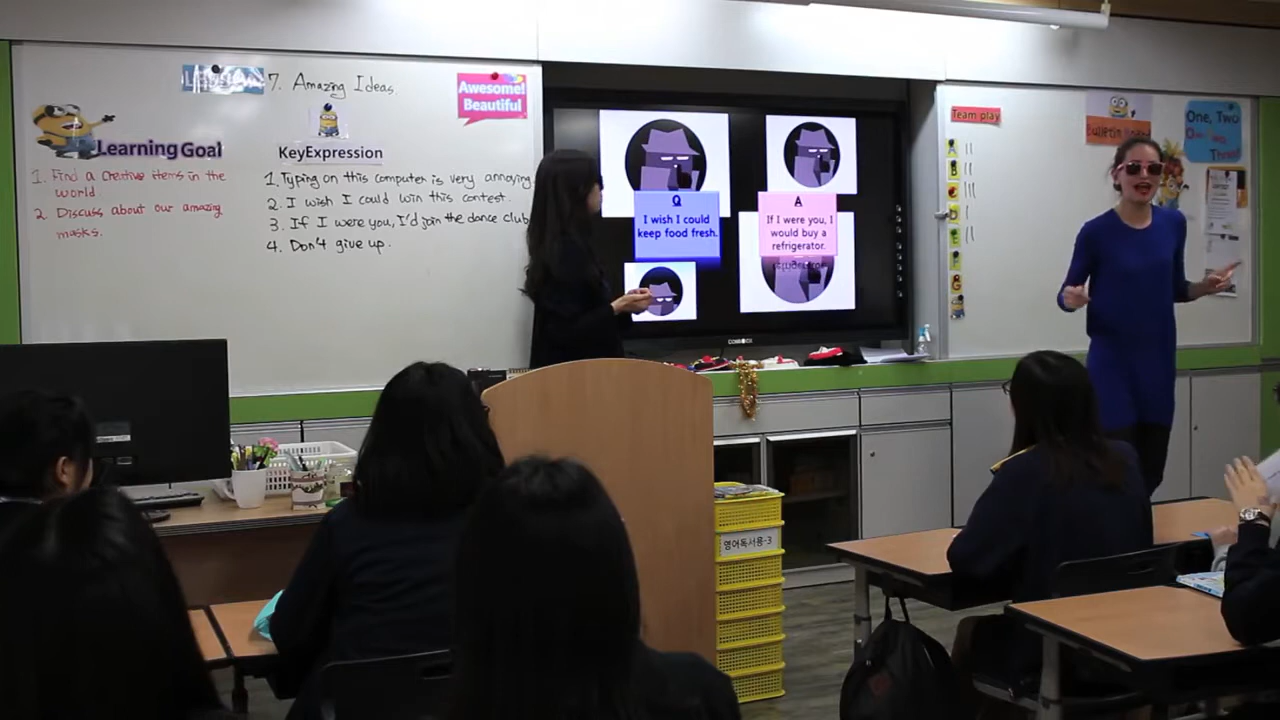 7. Amazing Ideas.
Awesome!
Beautiful
Learning Goal
1. Find a creative items in the
world.
2. Discuss about our amazing
masks.
KeyExpression
1. Typing on this computer is very annoying.
2. I wish I could win this contest.
3. If I were you, I'd join the dance club
4. Don't give up.
Q
I wish I could
keep food fresh.
A
If I were you, I
would buy a
refrigerator.
Team play
A
B
C
D
E
F
G
Bulletin
One, Two
Three
영어독서용-3